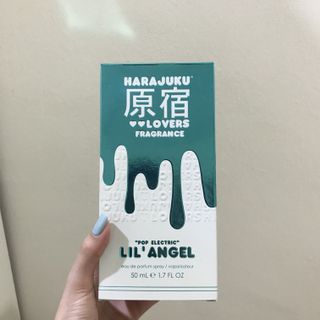 HARAJUKU
原宿
♥♥LOVERS
FRAGRANCE
"POP ELECTRIC"
LIL' ANGEL
eau de parfum spray / vaporisateur
50 mL ℮ 1.7 FL OZ